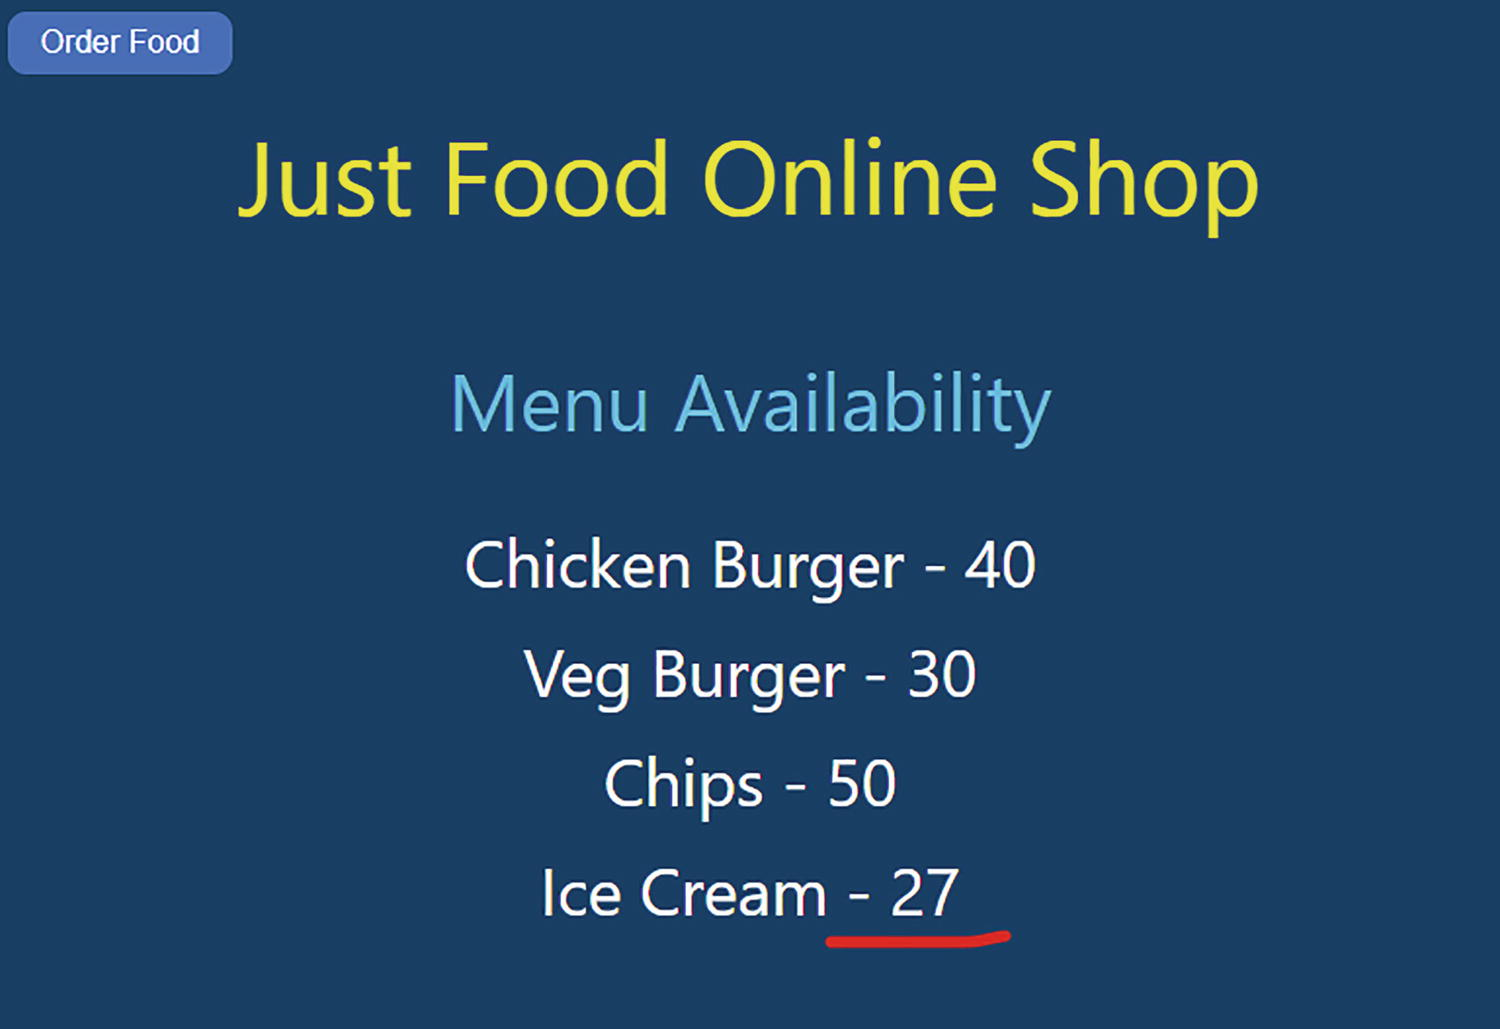 Order Food
Just Food Online Shop
Menu Availability
Chicken Burger - 40
Veg Burger - 30
Chips - 50
Ice Cream - 27